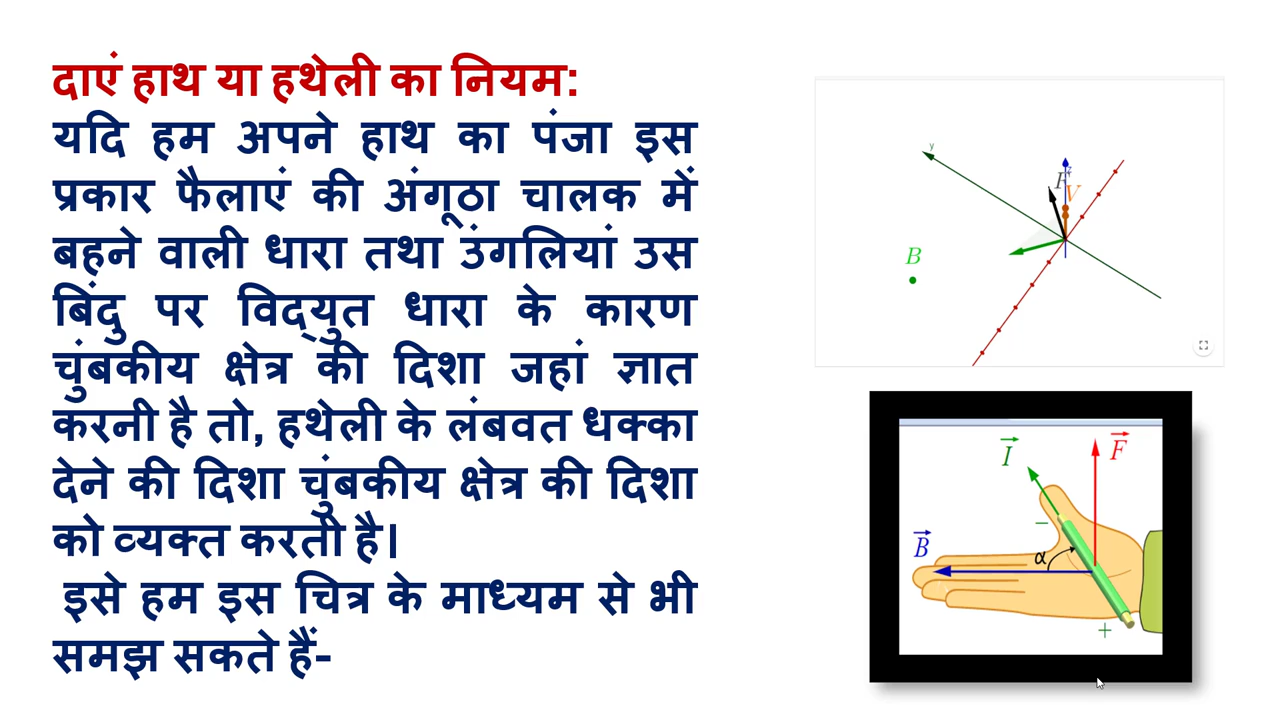 दाएं हाथ या हथेली का नियम:
यदि हम अपने हाथ का पंजा इस
प्रकार फैलाएं की अंगूठा चालक में
बहने वाली धारा तथा उंगलियां उस
बिंदु पर विद्युत धारा के कारण
चुंबकीय क्षेत्र की दिशा जहां ज्ञात
करनी है तो, हथेली के लंबवत धक्का
देने की दिशा चुंबकीय क्षेत्र की दिशा
को व्यक्त करती है।
इसे हम इस चित्र के माध्यम से भी
समझ सकते हैं-
y
z
F
V
B
I
F
B
α
−
+